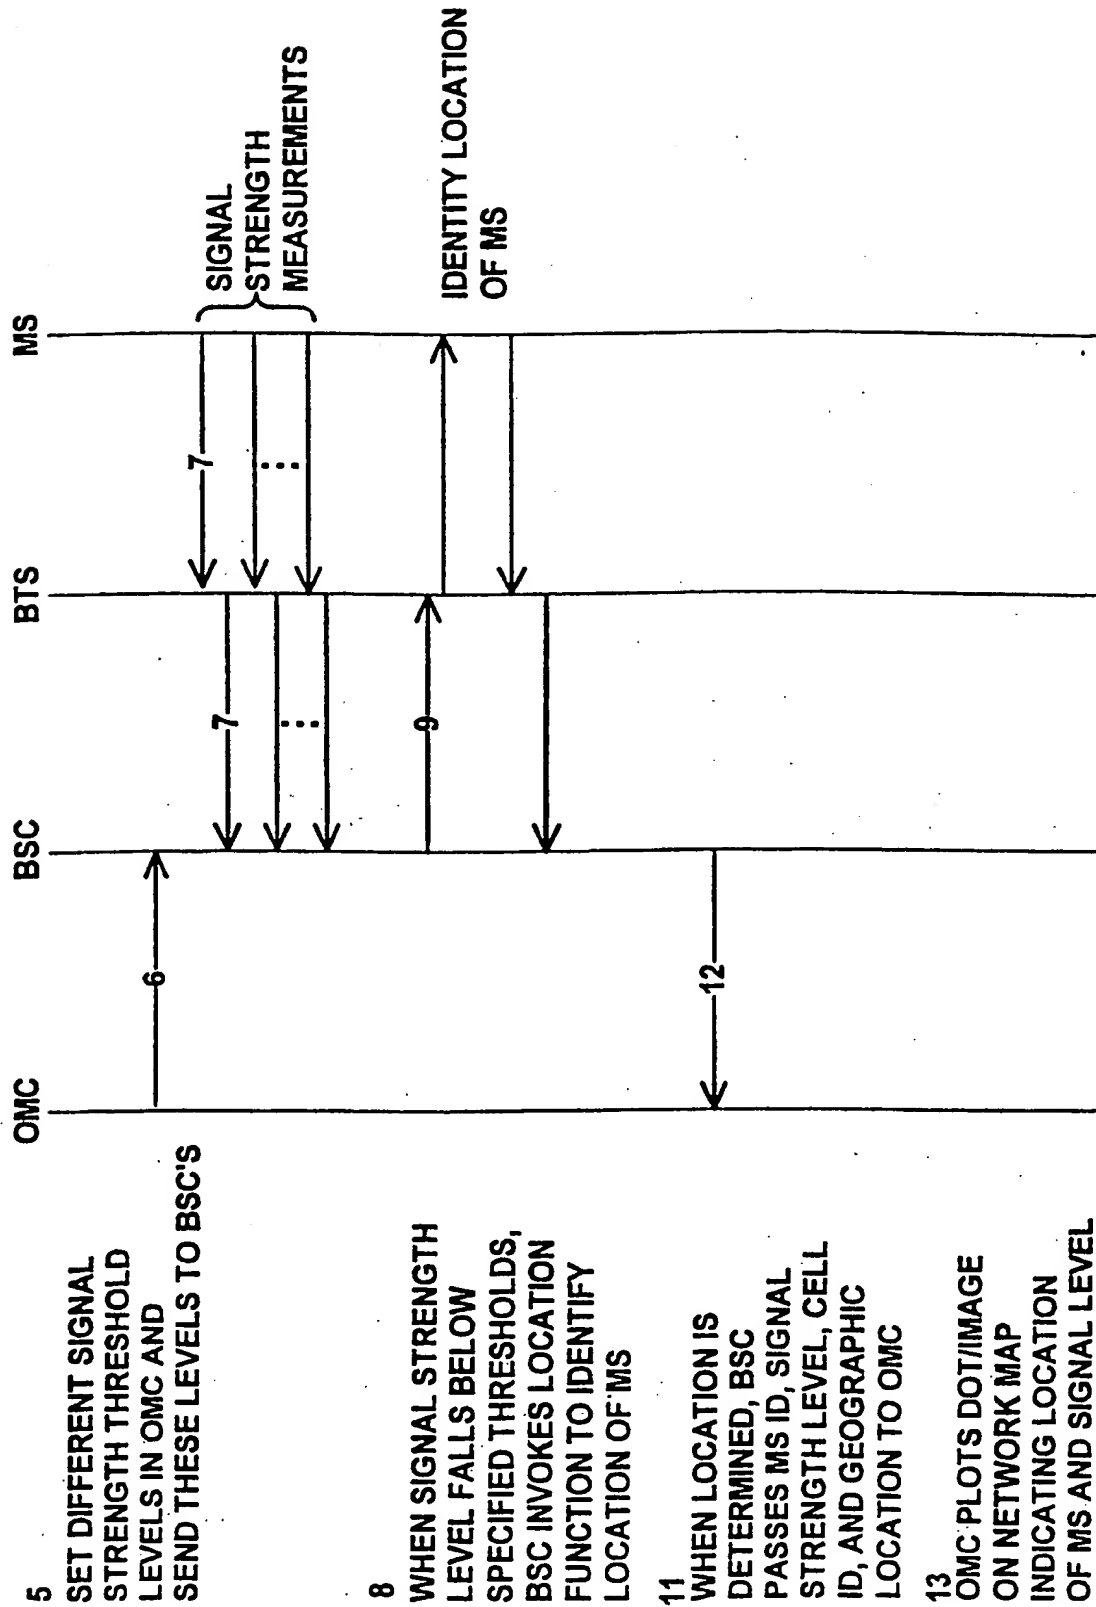 OMC
BSC
BTS
MS
5
SET DIFFERENT SIGNAL
STRENGTH THRESHOLD
LEVELS IN OMC AND
SEND THESE LEVELS TO BSC'S
6
7
7
SIGNAL
STRENGTH
MEASUREMENTS
8
WHEN SIGNAL STRENGTH
LEVEL FALLS BELOW
SPECIFIED THRESHOLDS,
BSC INVOKES LOCATION
FUNCTION TO IDENTIFY
LOCATION OF MS
9
IDENTITY LOCATION
OF MS
11
WHEN LOCATION IS
DETERMINED, BSC
PASSES MS ID, SIGNAL
STRENGTH LEVEL, CELL
ID, AND GEOGRAPHIC
LOCATION TO OMC
12
13
OMC PLOTS DOT/IMAGE
ON NETWORK MAP
INDICATING LOCATION
OF MS AND SIGNAL LEVEL